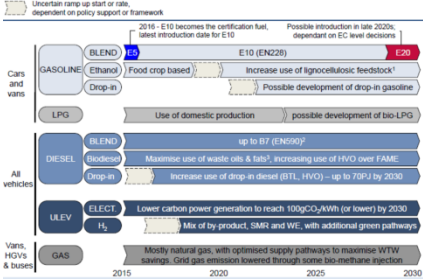 Uncertain ramp up start or rate,
dependent on policy support or framework
2016 - E10 becomes the certification fuel,
latest introduction date for E10
Possible introduction in late 2020s;
dependant on EC level decisions
Cars
and
vans
GASOLINE
BLEND
E5
E10 (EN228)
E20
Ethanol
Food crop based
Increase use of lignocellulosic feedstock¹
Drop-in
Possible development of drop-in gasoline
LPG
Use of domestic production
possible development of bio-LPG
All
vehicles
DIESEL
BLEND
up to B7 (EN590)²
Biodiesel
Maximise use of waste oils & fats³, increasing use of HVO over FAME
Drop-in
Increase use of drop-in diesel (BTL, HVO) – up to 70PJ by 2030
ULEV
ELECT.
Lower carbon power generation to reach 100gCO₂/kWh (or lower) by 2030
H₂
Mix of by-product, SMR and WE, with additional green pathways
Vans,
HGVs
& buses
GAS
Mostly natural gas, with optimised supply pathways to maximise WTW
savings. Grid gas emission lowered through some bio-methane injection
2015
2020
2025
2030